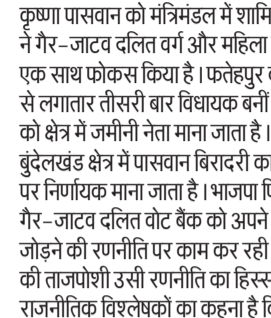 कृष्णा पासवान को मंत्रिमंडल में
ने गैर-जाटव दलित वर्ग और महिला
एक साथ फोकस किया है। फतेहपुर
से लगातार तीसरी बार विधायक बनीं
को क्षेत्र में जमीनी नेता माना जाता है।
बुंदेलखंड क्षेत्र में पासवान बिरादरी
पर निर्णायक माना जाता है। भाजपा
गैर-जाटव दलित वोट बैंक को अपने
जोड़ने की रणनीति पर काम कर रही
की ताजपोशी उसी रणनीति का
राजनीतिक विश्लेषकों का कहना है